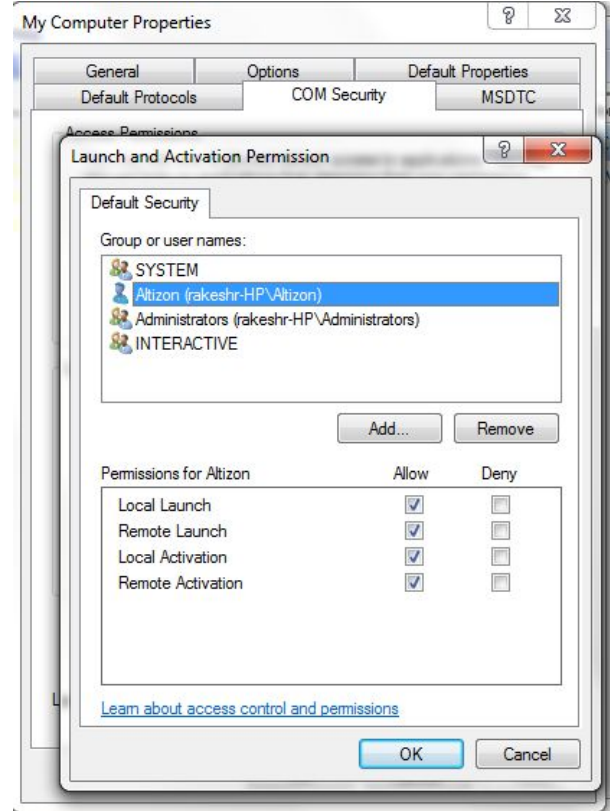 My Computer Properties
General Options Default Properties
Default Protocols COM Security MSDTC
Access Permissions
Launch and Activation Permission
Default Security
Group or user names:
SYSTEM
Altizon (rakeshr-HP\Altizon)
Administrators (rakeshr-HP\Administrators)
INTERACTIVE
Add... Remove
Permissions for Altizon Allow Deny
Local Launch
Remote Launch
Local Activation
Remote Activation
Learn about access control and permissions
OK Cancel